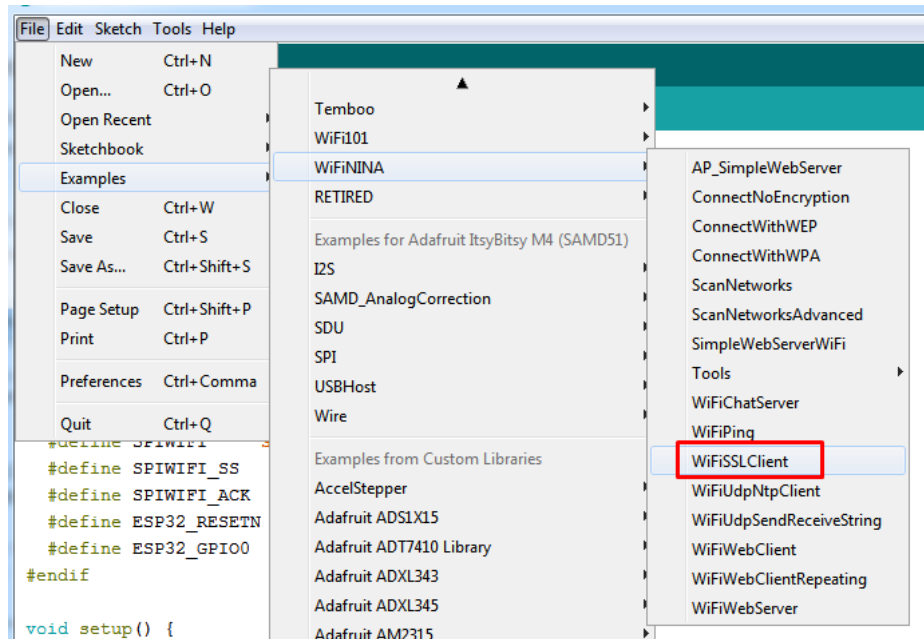 File Edit Sketch Tools Help
New Ctrl+N
Open... Ctrl+O
Open Recent
Sketchbook
Examples
Close Ctrl+W
Save Ctrl+S
Save As... Ctrl+Shift+S
Page Setup Ctrl+Shift+P
Print Ctrl+P
Preferences Ctrl+Comma
Quit Ctrl+Q
Temboo
WiFi101
WiFiNINA
RETIRED
Examples for Adafruit ItsyBitsy M4 (SAMD51)
I2S
SAMD_AnalogCorrection
SDU
SPI
USBHost
Wire
Examples from Custom Libraries
AccelStepper
Adafruit ADS1X15
Adafruit ADT7410 Library
Adafruit ADXL343
Adafruit ADXL345
Adafruit AM2315
AP_SimpleWebServer
ConnectNoEncryption
ConnectWithWEP
ConnectWithWPA
ScanNetworks
ScanNetworksAdvanced
SimpleWebServerWiFi
Tools
WiFiChatServer
WiFiPing
WiFiSSLClient
WiFiUdpNtpClient
WiFiUdpSendReceiveString
WiFiWebClient
WiFiWebClientRepeating
WiFiWebServer
#define SPIWIFI
#define SPIWIFI_SS
#define SPIWIFI_ACK
#define ESP32_RESETN
#define ESP32_GPIO0
#endif
void setup() {